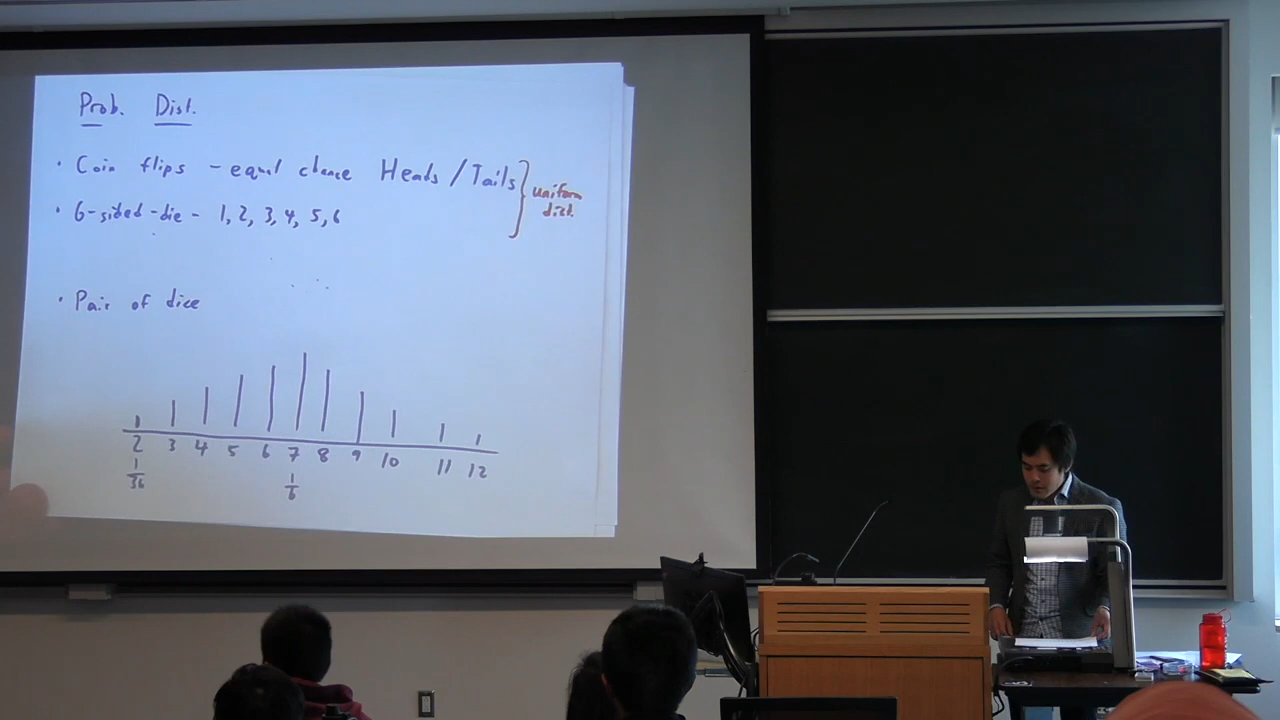 Prob. Dist.
• Coin flips - equal chance Heads/Tails
• 6-sided-die - 1, 2, 3, 4, 5, 6
uniform
dist.
• Pair of dice
2 3 4 5 6 7 8 9 10 11 12
1/36 1/6